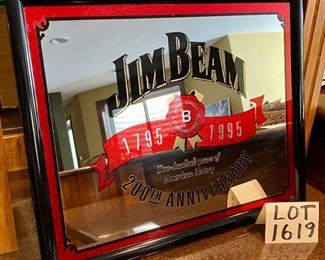 JIM BEAM
B
1795 1995
Two-hundred years of
American History
200TH ANNIVERSARY
LOT
1619